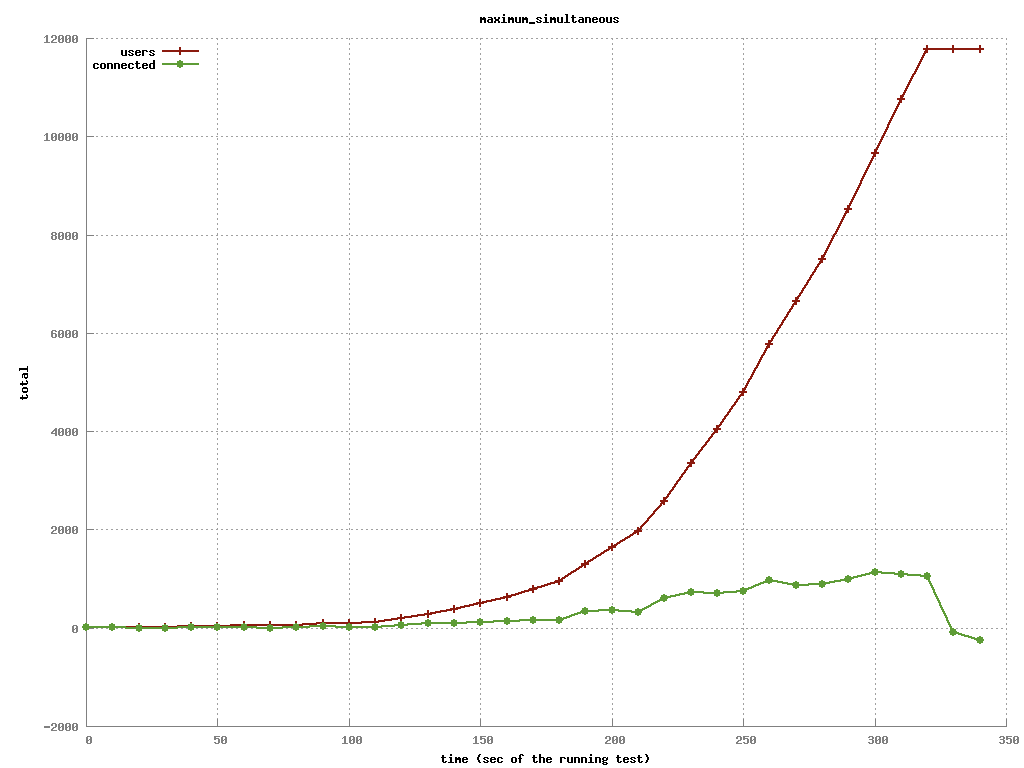 maximum_simultaneous
12000
10000
8000
6000
4000
2000
0
-2000
users
connected
total
0 50 100 150 200 250 300 350
time (sec of the running test)